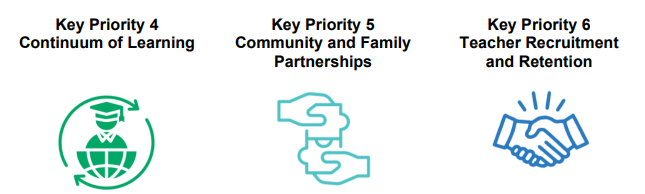 Key Priority 4
Continuum of Learning
Key Priority 5
Community and Family
Partnerships
Key Priority 6
Teacher Recruitment
and Retention